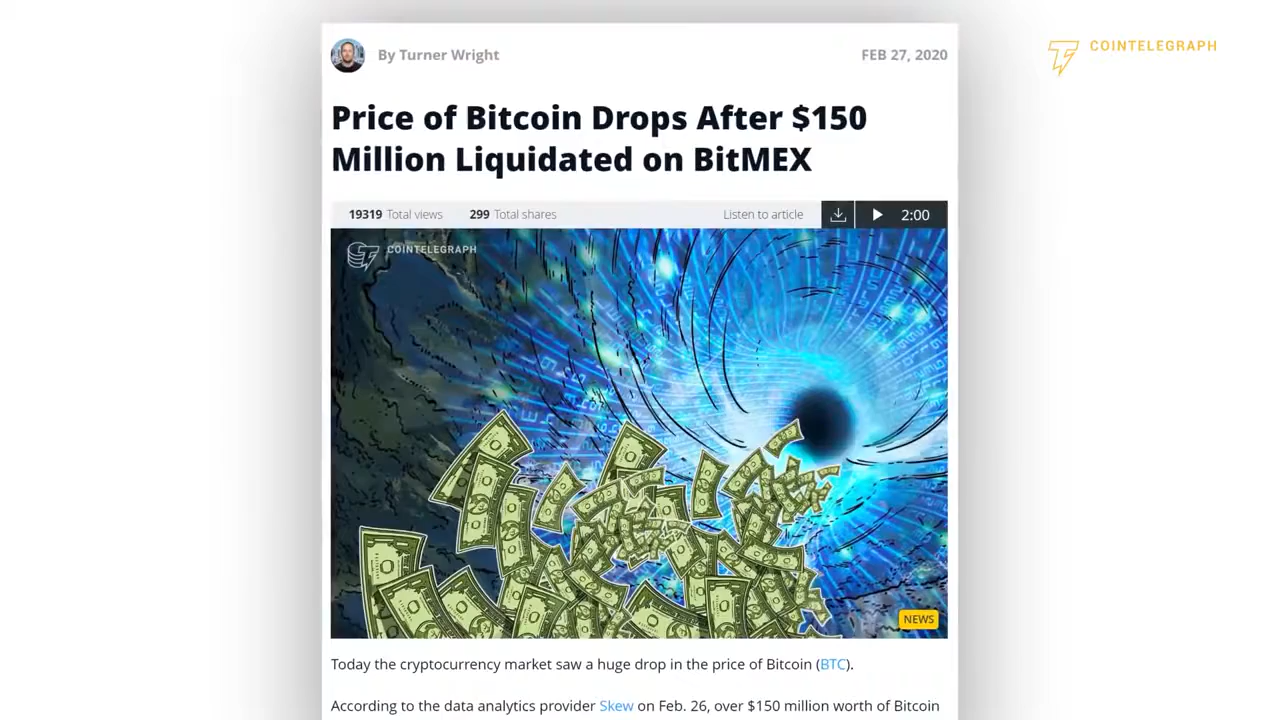 By Turner Wright
FEB 27, 2020
COINTELEGRAPH
Price of Bitcoin Drops After $150
Million Liquidated on BitMEX
19319 Total views 299 Total shares Listen to article 2:00
COINTELEGRAPH
NEWS
Today the cryptocurrency market saw a huge drop in the price of Bitcoin (BTC).
According to the data analytics provider Skew on Feb. 26, over $150 million worth of Bitcoin